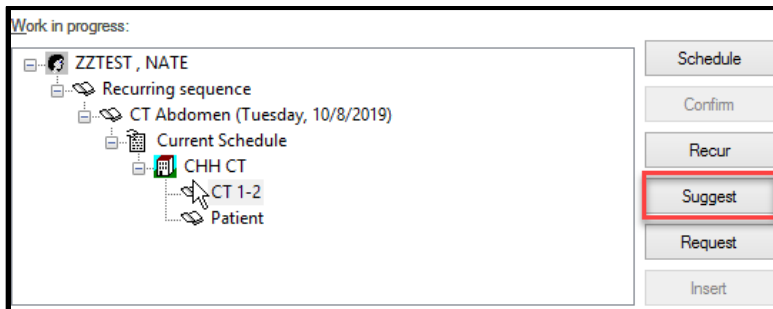 Work in progress:
ZZTEST , NATE
Recurring sequence
CT Abdomen (Tuesday, 10/8/2019)
Current Schedule
CHH CT
CT 1-2
Patient
Schedule
Confirm
Recur
Suggest
Request
Insert